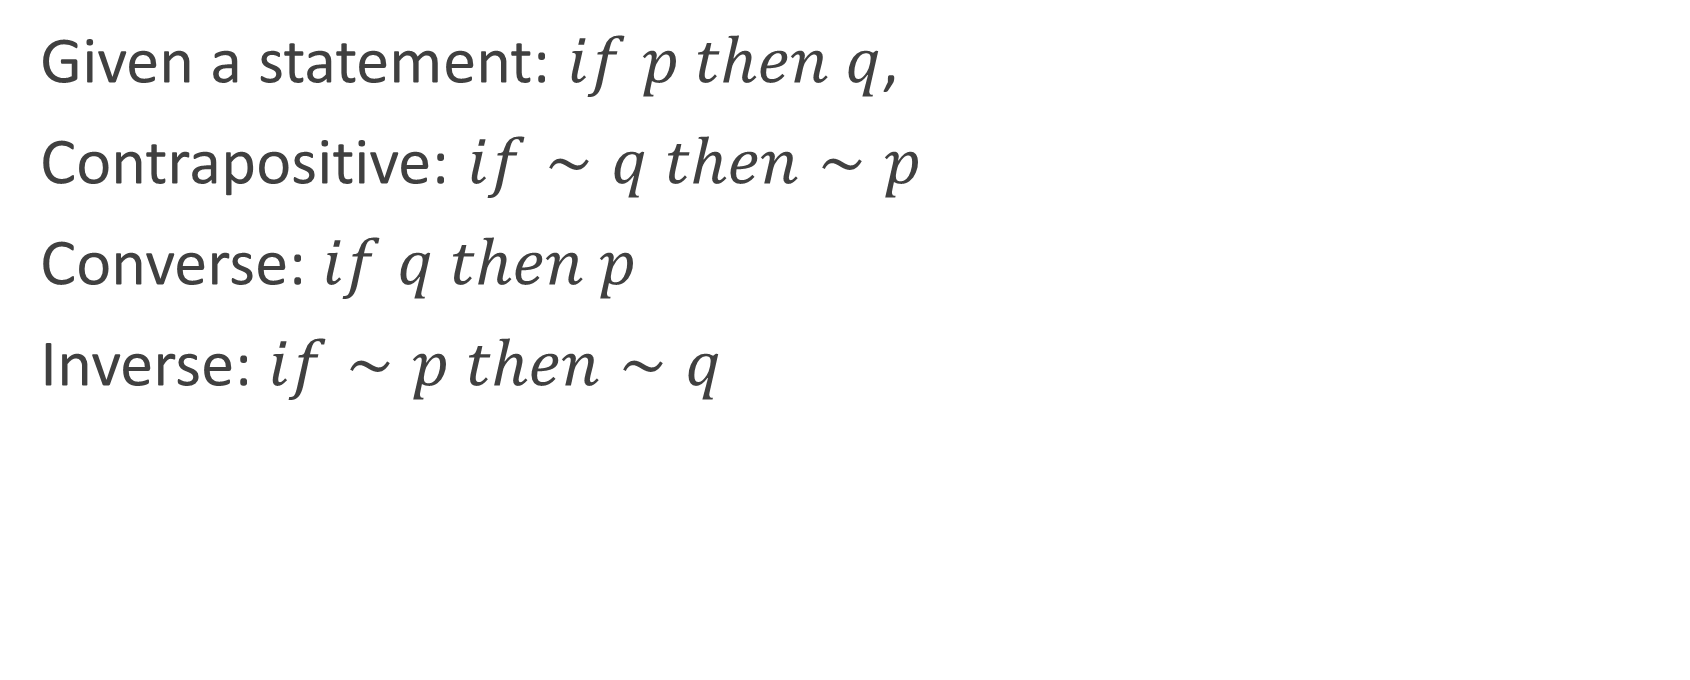 Given a statement: if p then q,
Contrapositive: if ~ q then ~ p
Converse: if q then p
Inverse: if ~ p then ~ q